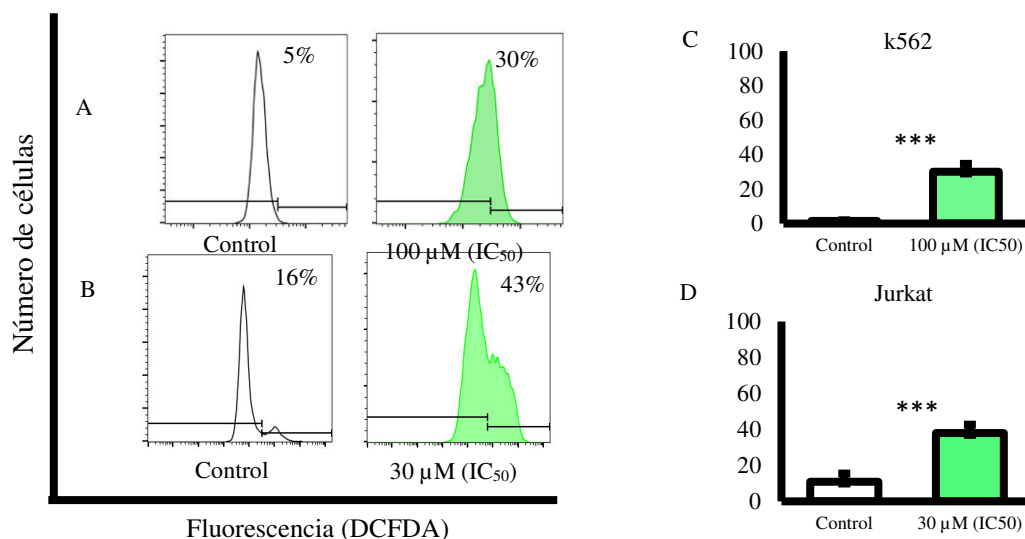 A
5%
30%
Control
100 µM (IC50)
B
16%
43%
Control
30 µM (IC50)
Número de células
Fluorescencia (DCFDA)
C
k562
100
80
60
40
20
0
***
Control
100 µM (IC50)
D
Jurkat
100
80
60
40
20
0
***
Control
30 µM (IC50)